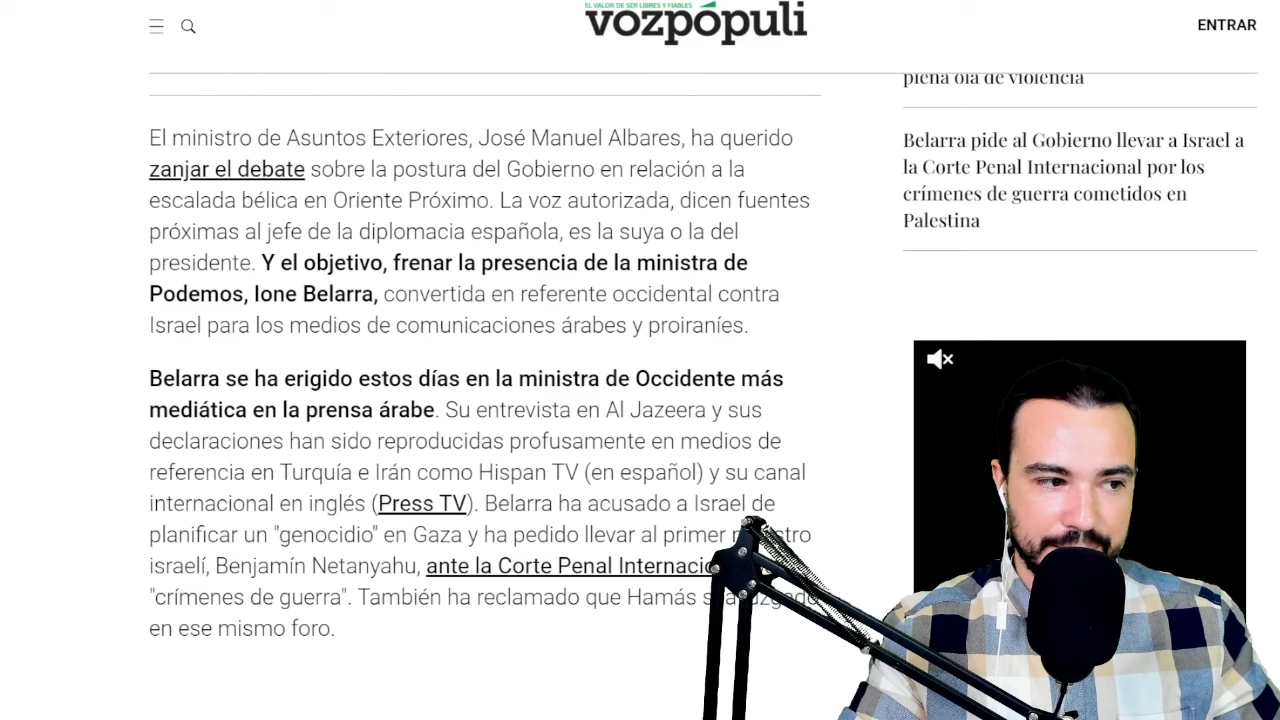 EL VALOR DE SER LIBRES Y FIABLES
vozpópuli
ENTRAR
El ministro de Asuntos Exteriores, José Manuel Albares, ha querido
zanjar el debate sobre la postura del Gobierno en relación a la
escalada bélica en Oriente Próximo. La voz autorizada, dicen fuentes
próximas al jefe de la diplomacia española, es la suya o la del
presidente. Y el objetivo, frenar la presencia de la ministra de
Podemos, Ione Belarra, convertida en referente occidental contra
Israel para los medios de comunicaciones árabes y proiraníes.
Belarra se ha erigido estos días en la ministra de Occidente más
mediática en la prensa árabe. Su entrevista en Al Jazeera y sus
declaraciones han sido reproducidas profusamente en medios de
referencia en Turquía e Irán como Hispan TV (en español) y su canal
internacional en inglés (Press TV). Belarra ha acusado a Israel de
planificar un "genocidio" en Gaza y ha pedido llevar al primer
israelí, Benjamín Netanyahu, ante la Corte Penal
"crímenes de guerra". También ha reclamado que Hamás
en ese mismo foro.
plena ola de violencia
Belarra pide al Gobierno llevar a Israel a
la Corte Penal Internacional por los
crímenes de guerra cometidos en
Palestina